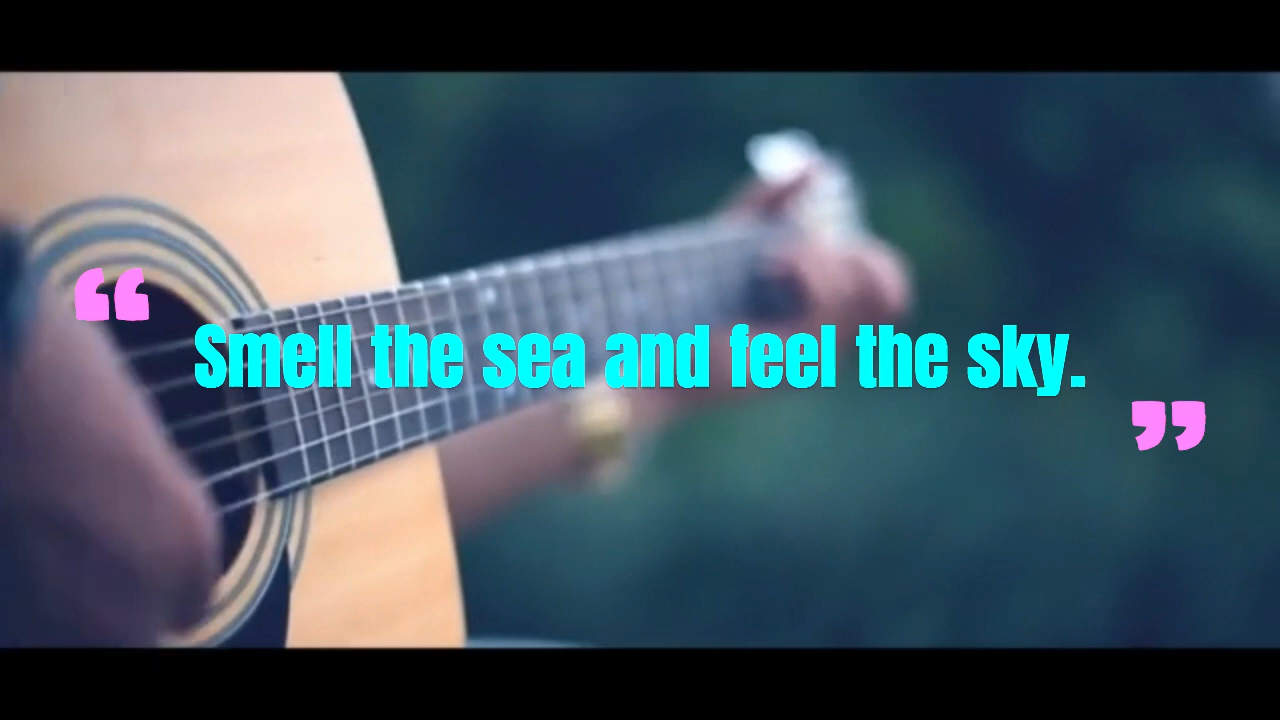 “Smell the sea and feel the sky.”